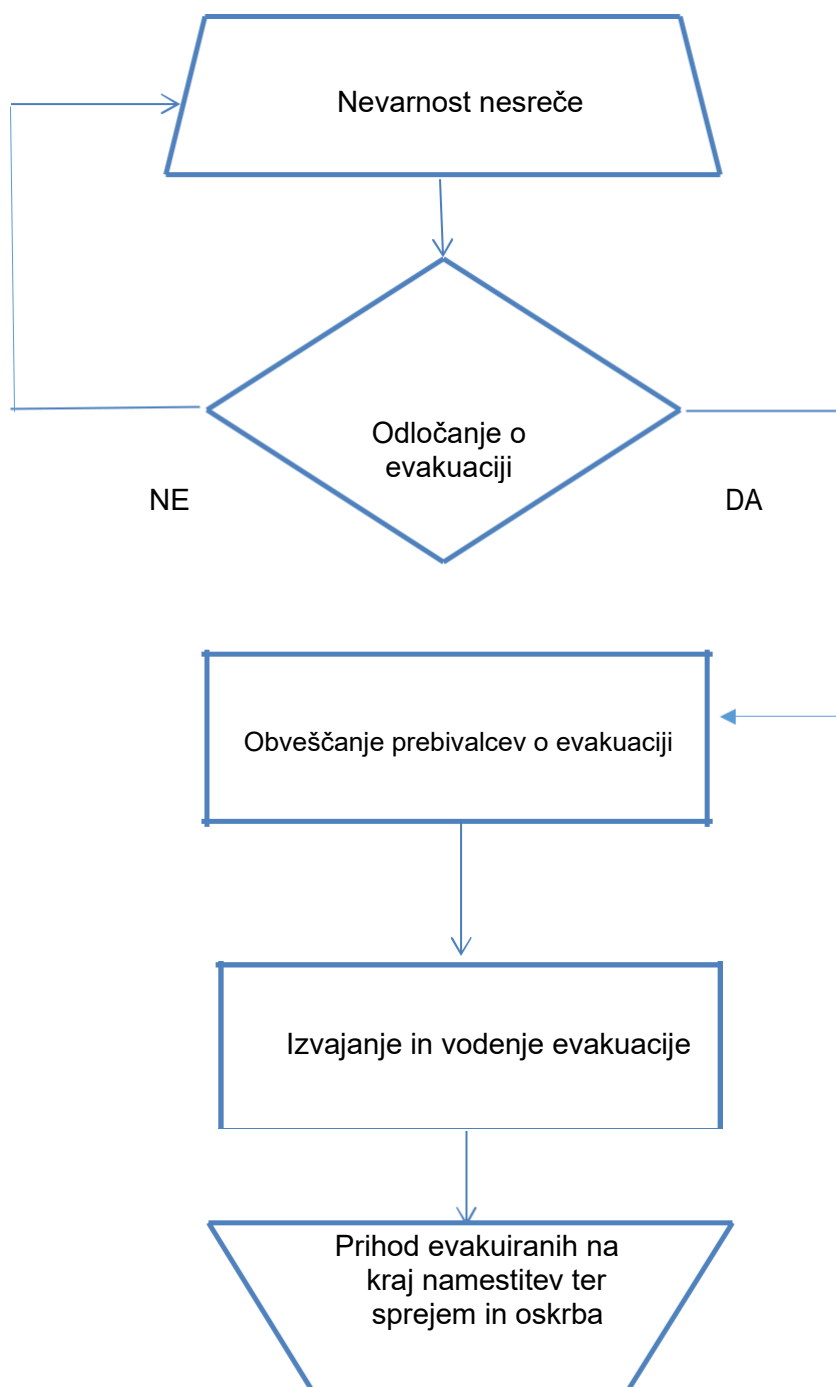 Nevarnost nesreče
Odločanje o
evakuaciji
NE
DA
Obveščanje prebivalcev o evakuaciji
Izvajanje in vodenje evakuacije
Prihod evakuiranih na
kraj namestitev ter
sprejem in oskrba